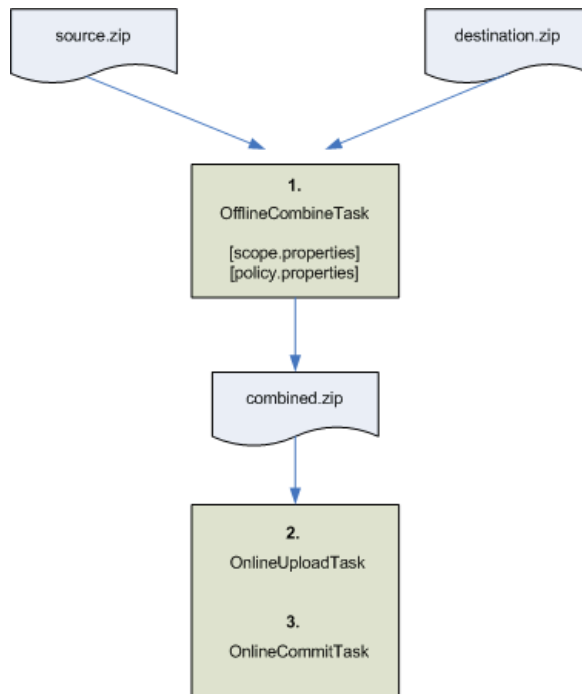 source.zip
destination.zip
1.
OfflineCombineTask
[scope.properties]
[policy.properties]
combined.zip
2.
OnlineUploadTask
3.
OnlineCommitTask